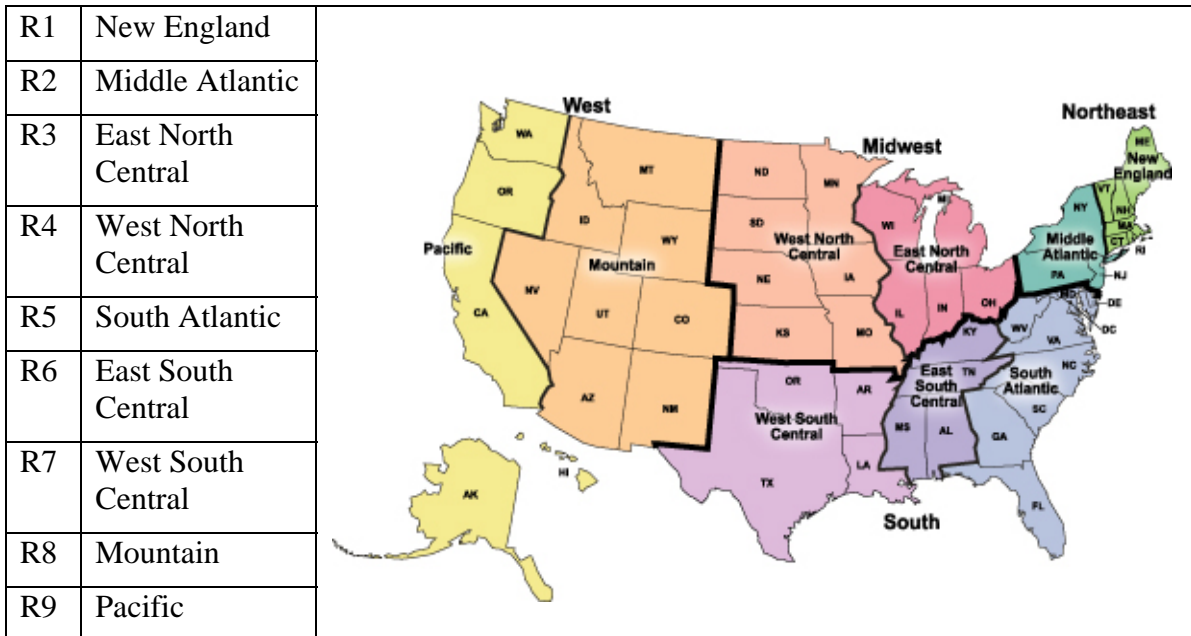 R1
New England
R2
Middle Atlantic
R3
East North
Central
R4
West North
Central
R5
South Atlantic
R6
East South
Central
R7
West South
Central
R8
Mountain
R9
Pacific
West
Midwest
Northeast
South
Pacific
Mountain
West North
Central
East North
Central
Middle
Atlantic
New
England
West South
Central
East
South
Central
South
Atlantic
WA
OR
CA
NV
ID
MT
WY
UT
CO
AZ
NM
AK
HI
ND
SD
NE
KS
MN
IA
MO
WI
MI
IL
IN
OH
NY
PA
NJ
VT
NH
ME
MA
CT
RI
OR
TX
AR
LA
KY
TN
MS
AL
WV
MD
DE
DC
VA
NC
SC
GA
FL